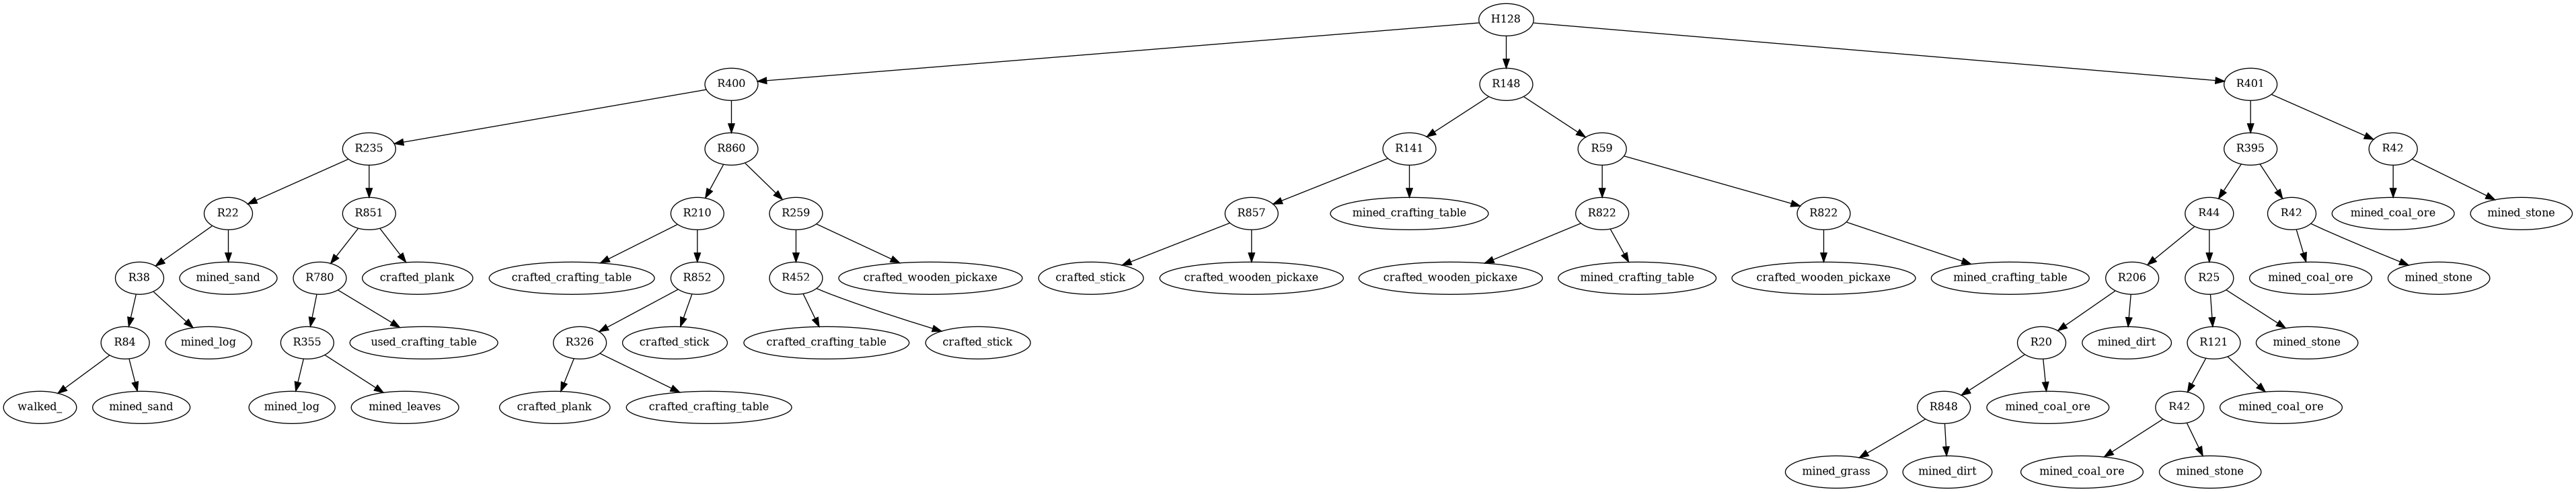 H128
R400
R148
R401
R235
R860
R141
R59
R395
R42
R22
R851
R210
R259
R857
mined_crafting_table
R822
R822
R44
R42
mined_coal_ore
mined_stone
R38
mined_sand
R780
crafted_plank
crafted_crafting_table
R852
R452
crafted_wooden_pickaxe
crafted_stick
crafted_wooden_pickaxe
crafted_wooden_pickaxe
mined_crafting_table
crafted_wooden_pickaxe
mined_crafting_table
R206
R25
mined_coal_ore
mined_stone
R84
mined_log
R355
used_crafting_table
R326
crafted_stick
crafted_crafting_table
crafted_stick
R20
mined_dirt
R121
mined_stone
walked_
mined_sand
mined_log
mined_leaves
crafted_plank
crafted_crafting_table
R848
mined_coal_ore
R42
mined_coal_ore
mined_grass
mined_dirt
mined_coal_ore
mined_stone